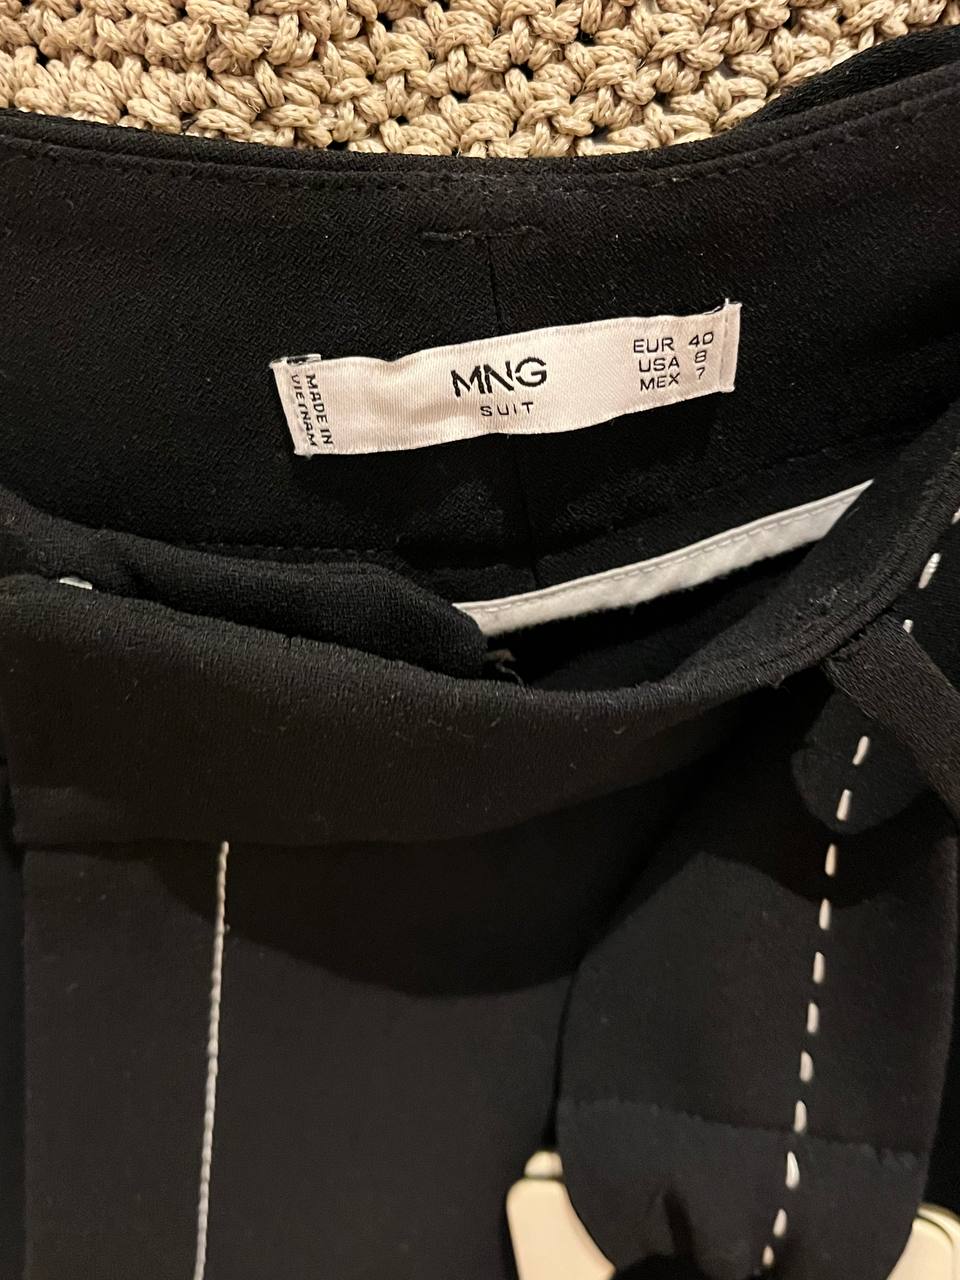 MADE IN
VIETNAM
MNG
SUIT
EUR 40
USA 8
MEX 7